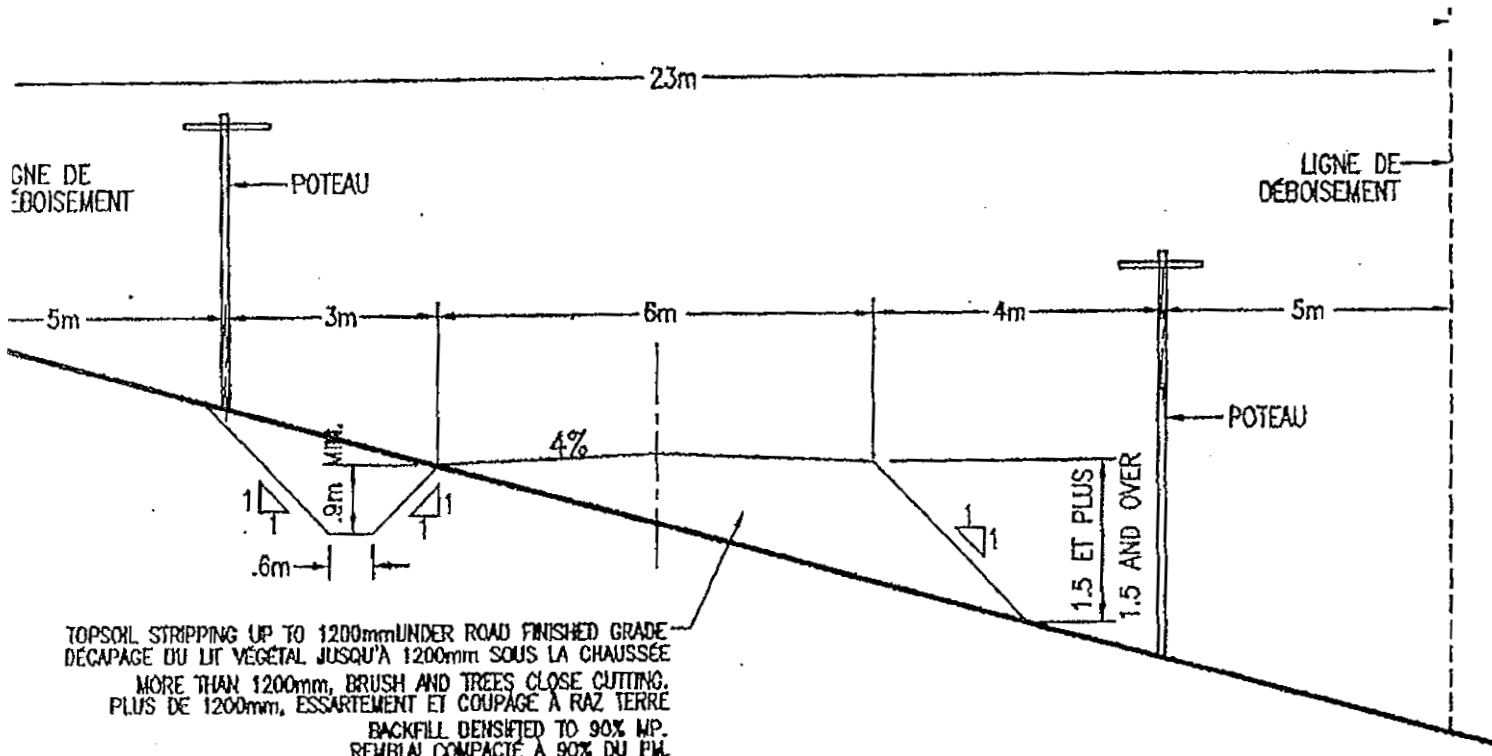 23m
GNE DE
ÉBOISEMENT
POTEAU
LIGNE DE
DÉBOISEMENT
5m
3m
6m
4m
5m
POTEAU
4%
MIN.
.9m
1
1
1
1
.6m
1
1
1.5 ET PLUS
1.5 AND OVER
TOPSOIL STRIPPING UP TO 1200mmUNDER ROAD FINISHED GRADE
DÉCAPAGE DU LIT VÉGÉTAL JUSQU'À 1200mm SOUS LA CHAUSSÉE
MORE THAN 1200mm, BRUSH AND TREES CLOSE CUTTING.
PLUS DE 1200mm, ESSARTEMENT ET COUPAGE À RAZ TERRE
BACKFILL DENSIFIED TO 90% MP.
REMBLAI COMPACTÉ À 90% DU PM.